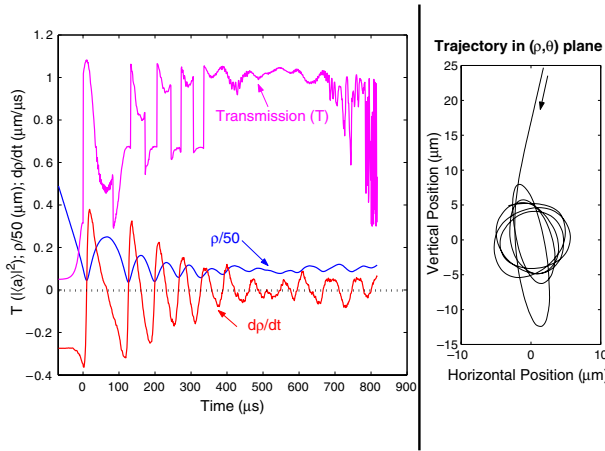 Trajectory in (ρ,θ) plane
T (|⟨a⟩|²); ρ/50 (μm); dρ/dt (μm/μs)
1.2
1
0.8
0.6
0.4
0.2
0
−0.2
−0.4
Transmission (T)
ρ/50
dρ/dt
0 100 200 300 400 500 600 700 800 900
Time (μs)
Vertical Position (μm)
25
20
15
10
5
0
−5
−10
−15
−10 0 10
Horizontal Position (μm)